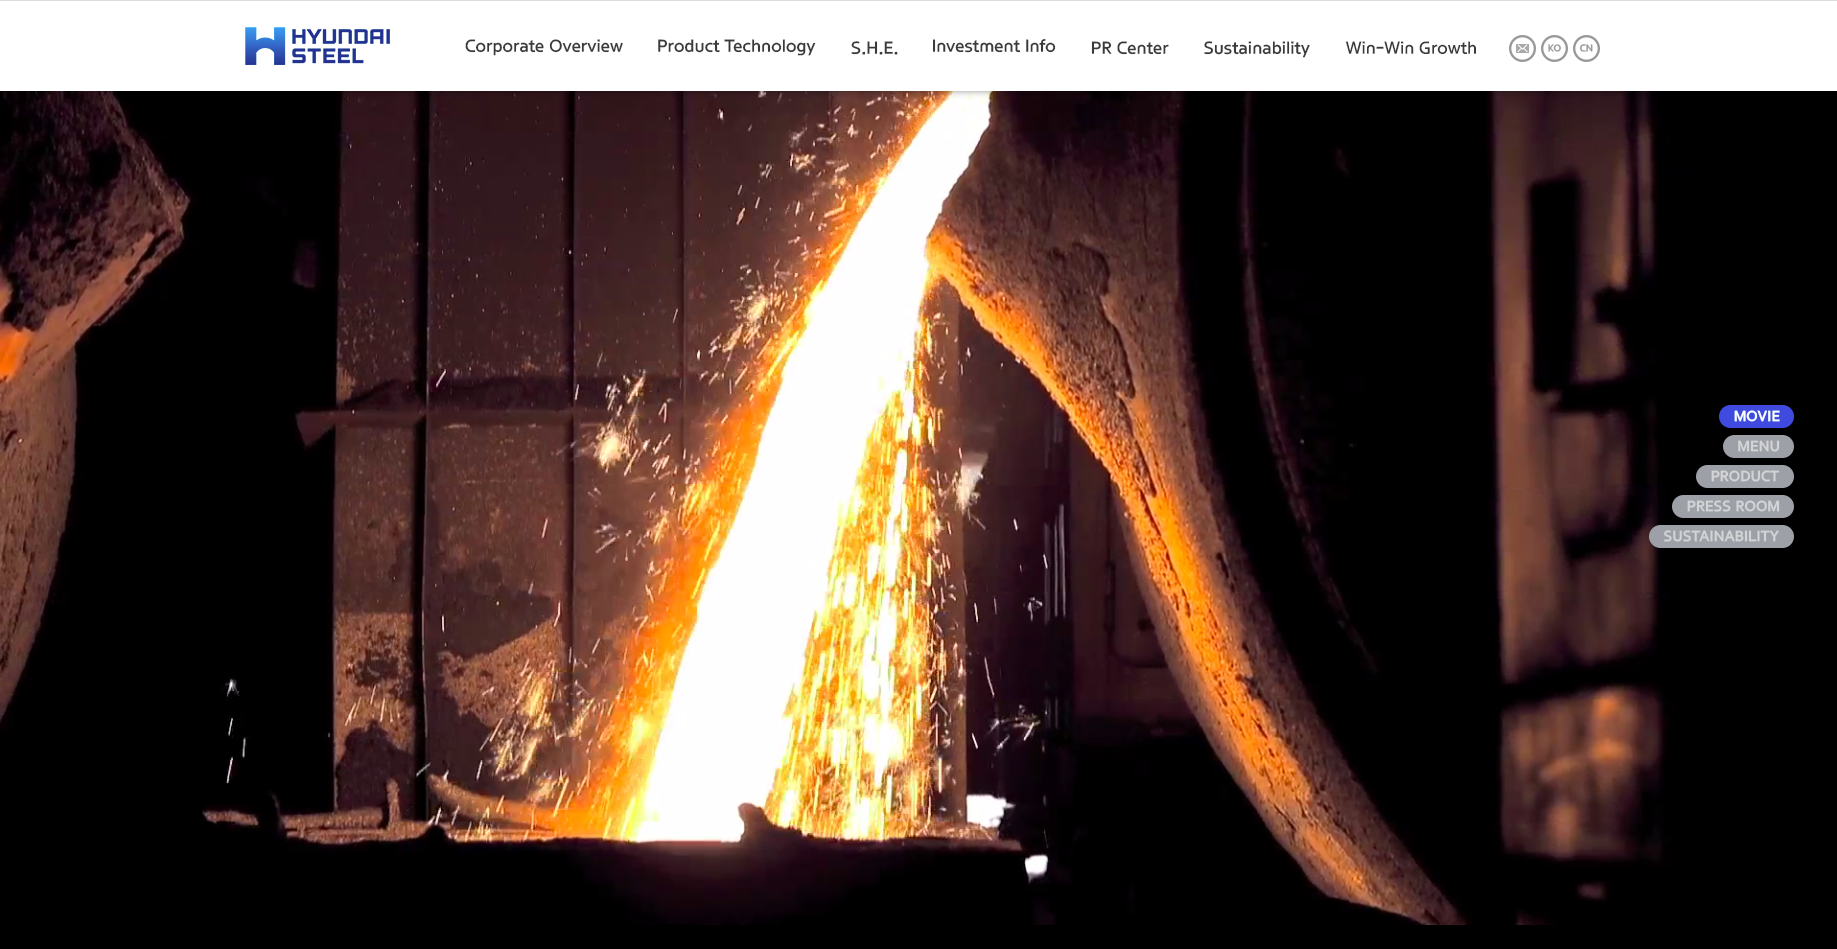 HYUNDAI
STEEL
Corporate Overview
Product Technology
S.H.E.
Investment Info
PR Center
Sustainability
Win-Win Growth
KO
CN
MOVIE
MENU
PRODUCT
PRESS ROOM
SUSTAINABILITY